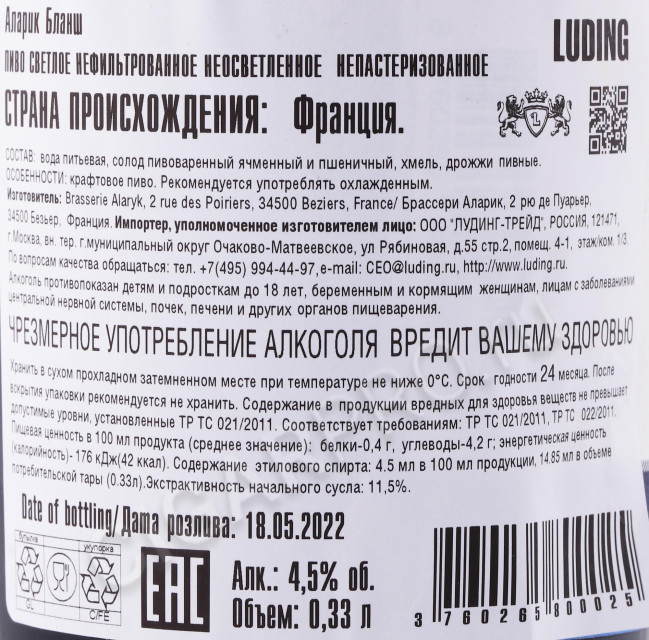 Аларик Бланш
LUDING
ПИВО СВЕТЛОЕ НЕФИЛЬТРОВАННОЕ НЕОСВЕТЛЕННОЕ НЕПАСТЕРИЗОВАННОЕ
СТРАНА ПРОИСХОЖДЕНИЯ: Франция.
СОСТАВ: вода питьевая, солод пивоваренный ячменный и пшеничный, хмель, дрожжи пивные.
ОСОБЕННОСТИ: крафтовое пиво. Рекомендуется употреблять охлажденным.
Изготовитель: Brasserie Alaryk, 2 rue des Poiriers, 34500 Beziers, France/ Брассери Аларик, 2 рю де Пуарьер,
34500 Безьер, Франция. Импортер, уполномоченное изготовителем лицо: ООО "ЛУДИНГ-ТРЕЙД", РОССИЯ, 121471,
г.Москва, вн. тер. г.муниципальный округ Очаково-Матвеевское, ул Рябиновая, д.55 стр.2, помещ. 4-1, этаж/ком. 1/3
По вопросам качества обращаться: тел. +7(495) 994-44-97,e-mail: CEO@luding.ru, http://www.luding.ru.
Алкоголь противопоказан детям и подросткам до 18 лет, беременным и кормящим женщинам, лицам с заболеваниями
центральной нервной системы, почек, печени и других органов пищеварения.
ЧРЕЗМЕРНОЕ УПОТРЕБЛЕНИЕ АЛКОГОЛЯ ВРЕДИТ ВАШЕМУ ЗДОРОВЬЮ
Хранить в сухом прохладном затемненном месте при температуре не ниже 0°С. Срок годности 24 месяца. После
вскрытия упаковки рекомендуется не хранить. Содержание в продукции вредных для здоровья веществ не превышает
допустимые уровни, установленные ТР ТС 021/2011. Соответствует требованиям: ТР ТС 021/2011, ТР ТС 022/2011.
Пищевая ценность в 100 мл продукта (среднее значение): белки-0,4 г, углеводы-4,2 г; энергетическая ценность
(калорийность)- 176 кДж(42 ккал). Содержание этилового спирта: 4.5 мл в 100 мл продукции, 14.85 мл в объеме
потребительской тары (0.33л).Экстрактивность начального сусла: 11,5%.
Date of bottling/ Дата розлива: 18.05.2022
бутылка
укупорка
GL
C/FE
EAC
Алк.: 4,5% об.
Объем: 0,33 л
3 760265 800025